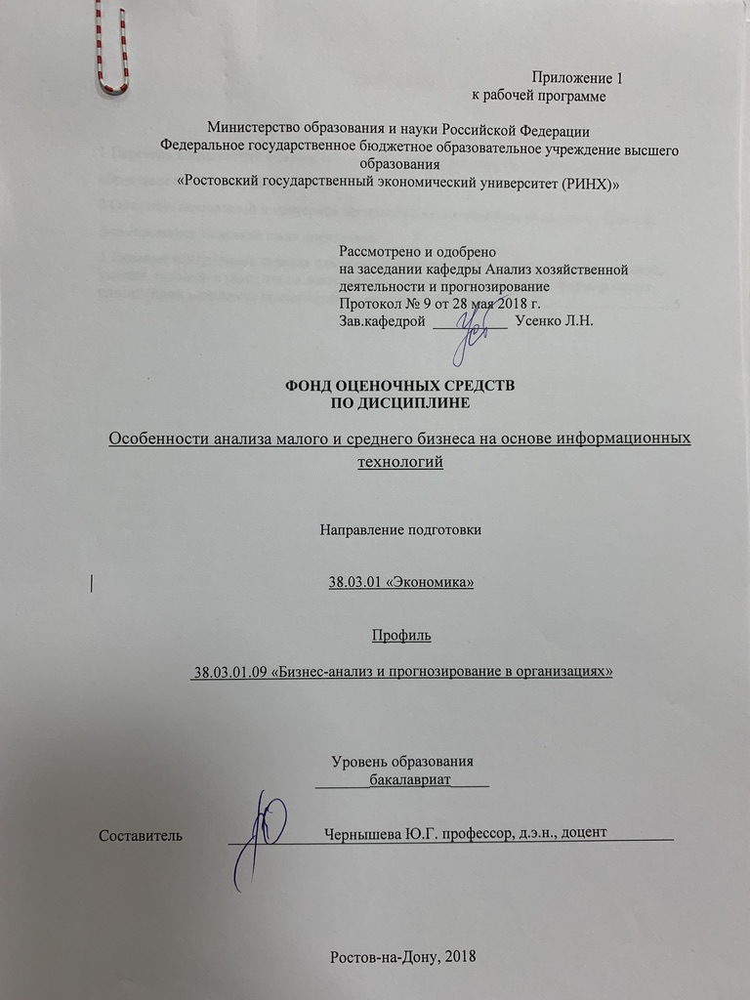 Приложение 1
к рабочей программе
Министерство образования и науки Российской Федерации
Федеральное государственное бюджетное образовательное учреждение высшего
образования
«Ростовский государственный экономический университет (РИНХ)»
Рассмотрено и одобрено
на заседании кафедры Анализ хозяйственной
деятельности и прогнозирование
Протокол № 9 от 28 мая 2018 г.
Зав.кафедрой Усенко Л.Н.
ФОНД ОЦЕНОЧНЫХ СРЕДСТВ
ПО ДИСЦИПЛИНЕ
Особенности анализа малого и среднего бизнеса на основе информационных
технологий
Направление подготовки
38.03.01 «Экономика»
Профиль
38.03.01.09 «Бизнес-анализ и прогнозирование в организациях»
Уровень образования
бакалавриат
Составитель Чернышева Ю.Г. профессор, д.э.н., доцент
Ростов-на-Дону, 2018